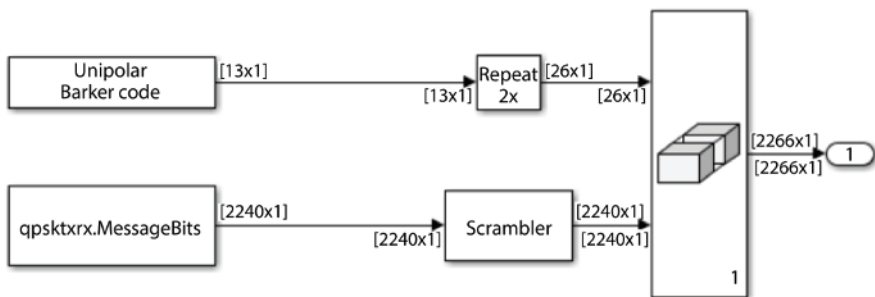 Unipolar
Barker code
[13x1]
[13x1]
Repeat
2x
[26x1]
[26x1]
qpsktxrx.MessageBits
[2240x1]
[2240x1]
Scrambler
[2240x1]
[2240x1]
1
[2266x1]
[2266x1]
1